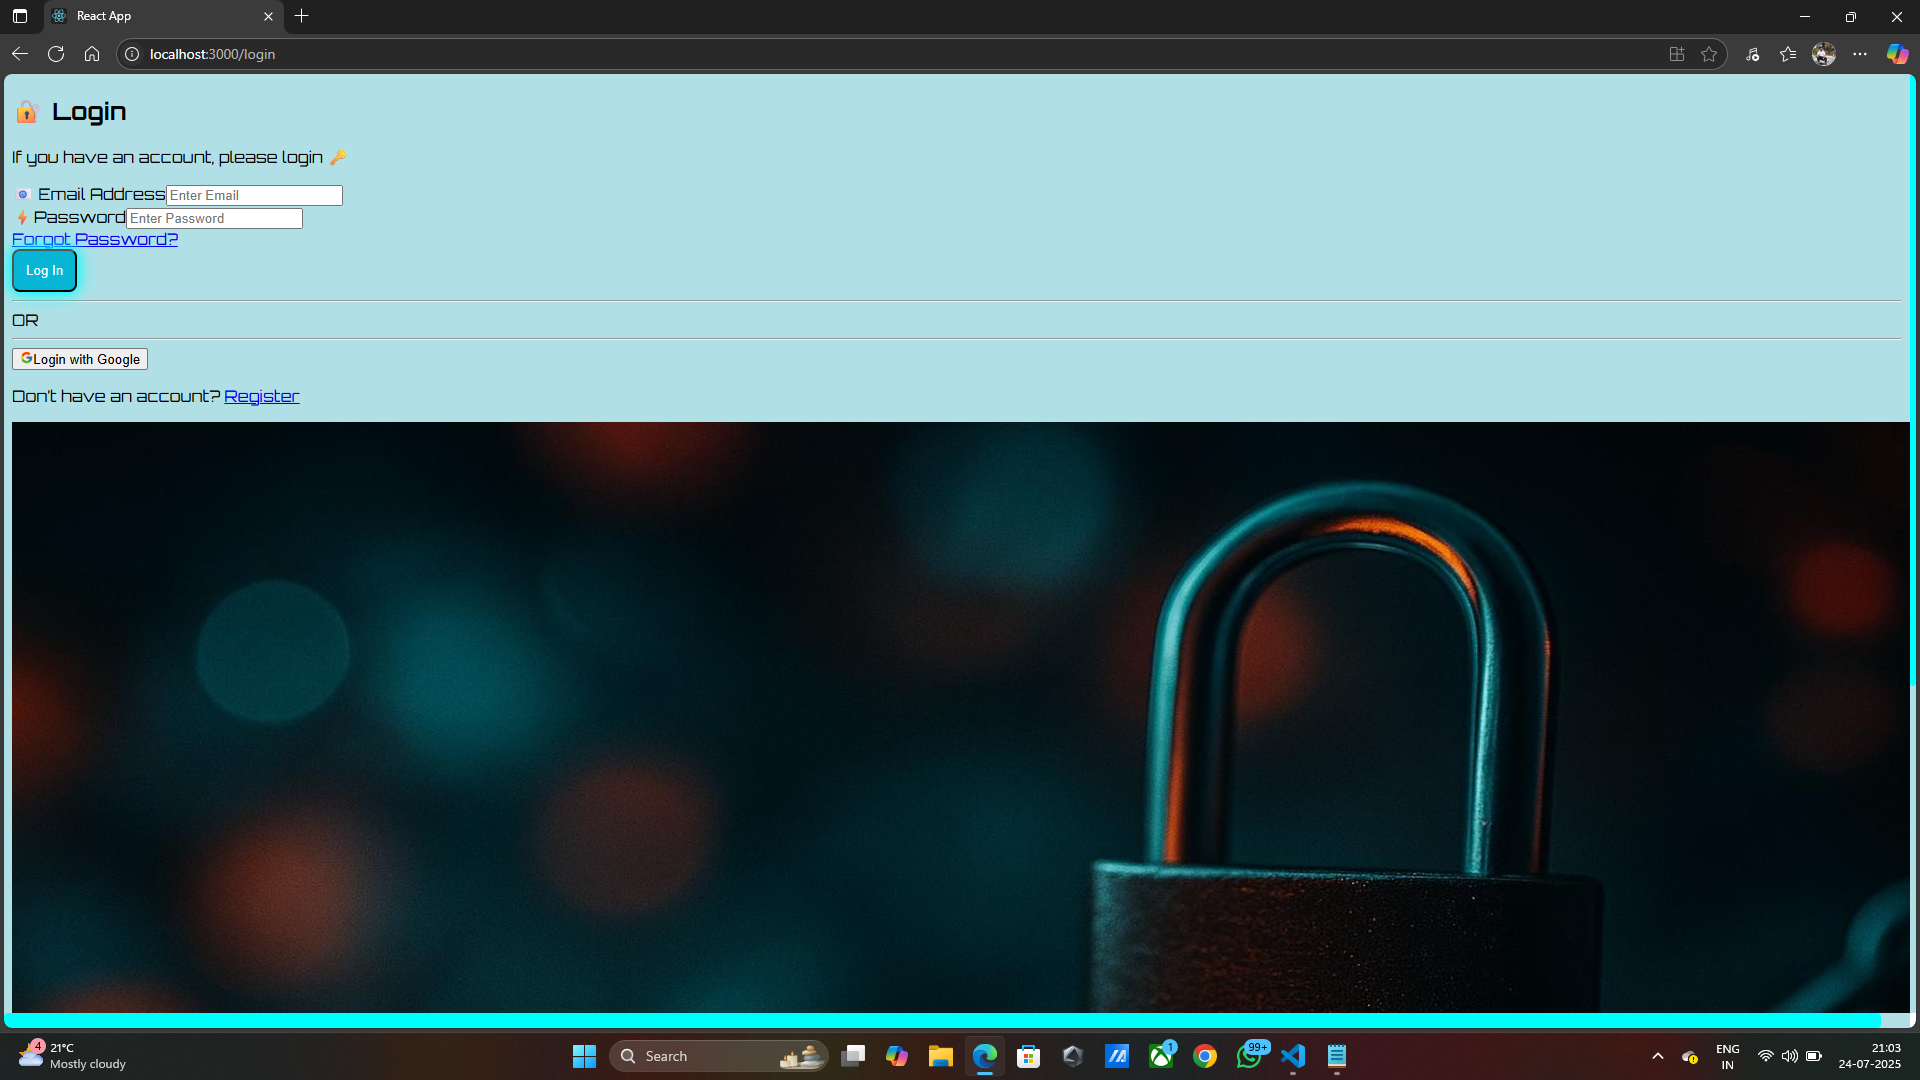 React App
localhost:3000/login
Login
If you have an account, please login
Email Address Enter Email
Password Enter Password
Forgot Password?
Log In
OR
Login with Google
Don't have an account? Register
4 21°C
Mostly cloudy
Search
1
99+
ENG
IN
21:03
24-07-2025